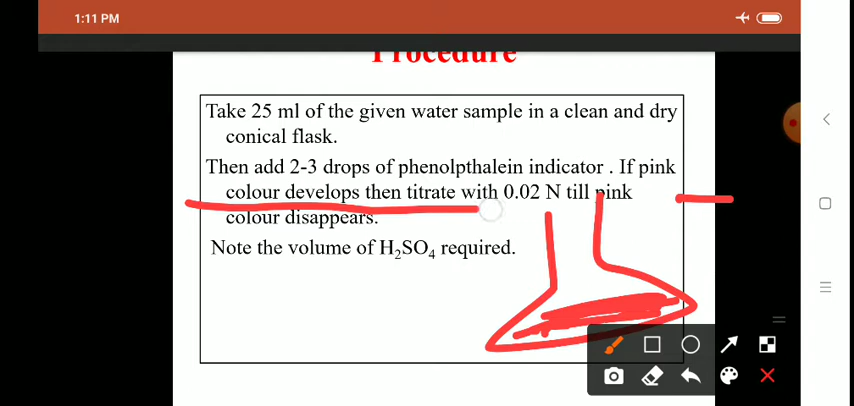 1:11 PM
Procedure
Take 25 ml of the given water sample in a clean and dry
conical flask.
Then add 2-3 drops of phenolpthalein indicator . If pink
colour develops then titrate with 0.02 N till pink
colour disappears.
Note the volume of H₂SO₄ required.